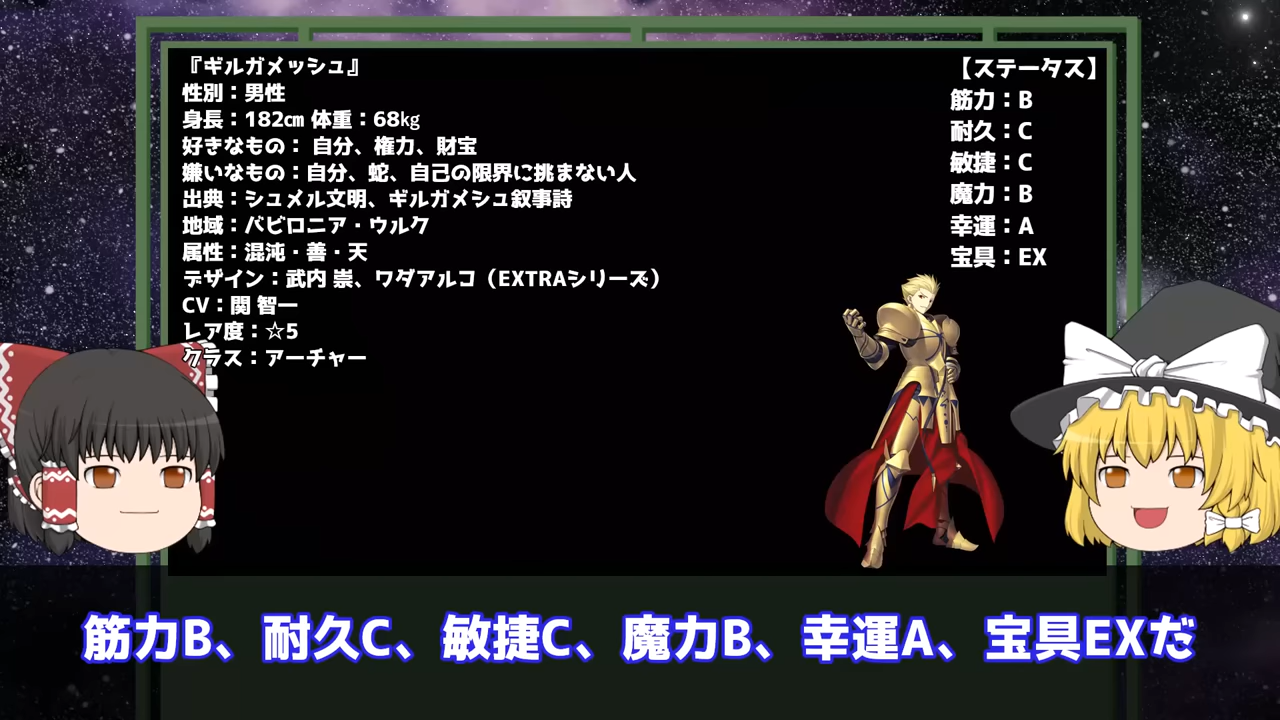 『ギルガメッシュ』
性別：男性
身長：182㎝ 体重：68㎏
好きなもの： 自分、権力、財宝
嫌いなもの：自分、蛇、自己の限界に挑まない人
出典：シュメル文明、ギルガメシュ叙事詩
地域：バビロニア・ウルク
属性：混沌・善・天
デザイン：武内 崇、ワダアルコ（EXTRAシリーズ）
CV：関 智一
レア度：☆5
クラス：アーチャー
【ステータス】
筋力：B
耐久：C
敏捷：C
魔力：B
幸運：A
宝具：EX
筋力B、耐久C、敏捷C、魔力B、幸運A、宝具EXだ